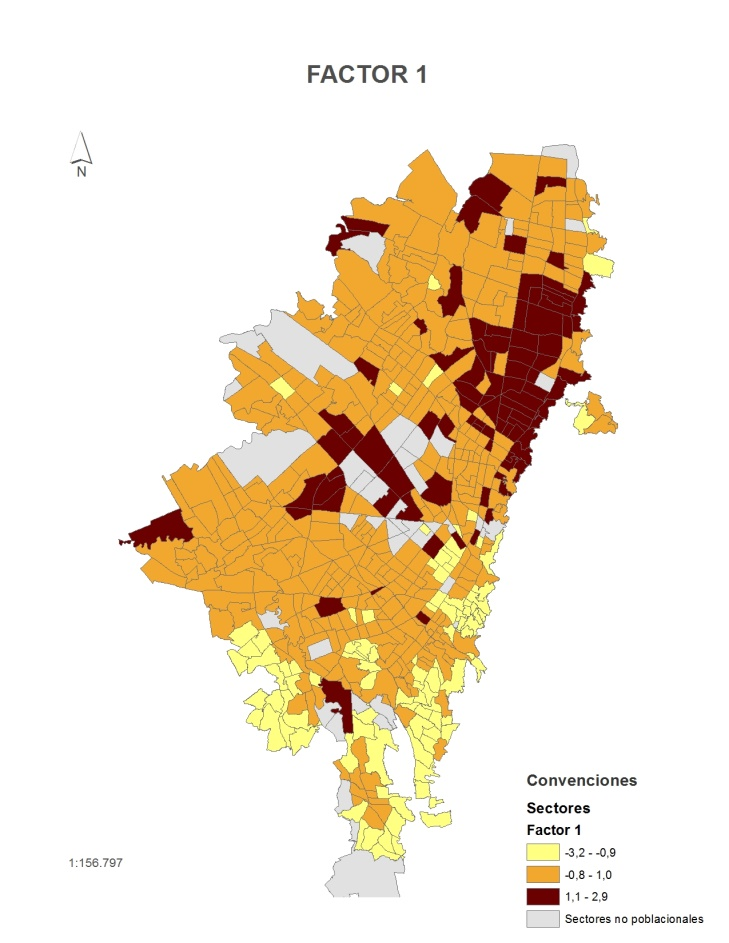 FACTOR 1
N
Convenciones
Sectores
Factor 1
-3,2 - -0,9
-0,8 - 1,0
1,1 - 2,9
Sectores no poblacionales
1:156.797